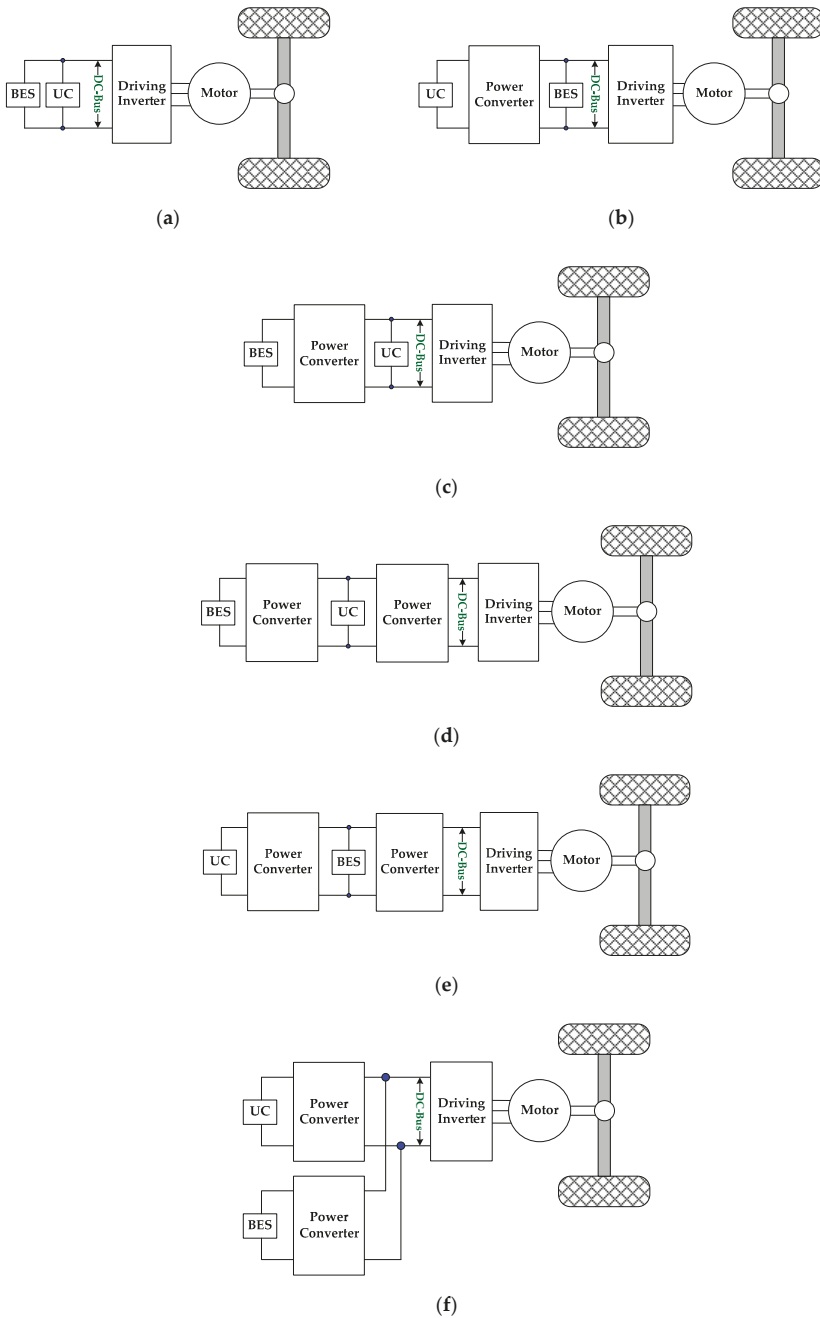 BES
UC
DC-Bus
Driving
Inverter
Motor
(a)
UC
Power
Converter
BES
DC-Bus
Driving
Inverter
Motor
(b)
BES
Power
Converter
UC
DC-Bus
Driving
Inverter
Motor
(c)
BES
Power
Converter
UC
Power
Converter
DC-Bus
Driving
Inverter
Motor
(d)
UC
Power
Converter
BES
Power
Converter
DC-Bus
Driving
Inverter
Motor
(e)
UC
Power
Converter
DC-Bus
Driving
Inverter
Motor
BES
Power
Converter
(f)